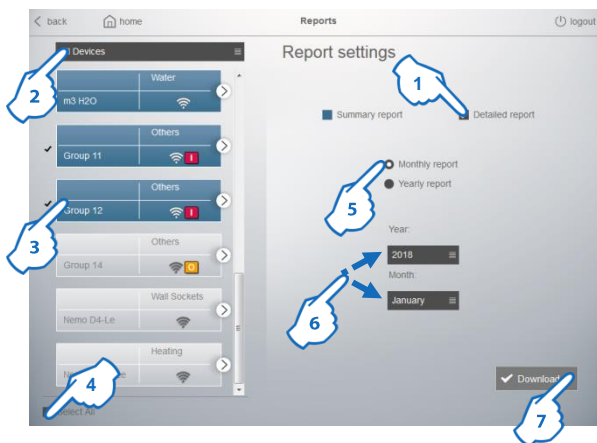 back
home
Reports
logout
Devices
Report settings
1
2
Water
m3 H2O
Summary report
Detailed report
Others
Group 11
I
Monthly report
Yearly report
5
Others
Group 12
I
3
Year:
2018
Month:
January
6
Others
Group 14
O
Wall Sockets
Nemo D4-Le
Heating
4
Select All
Download
7